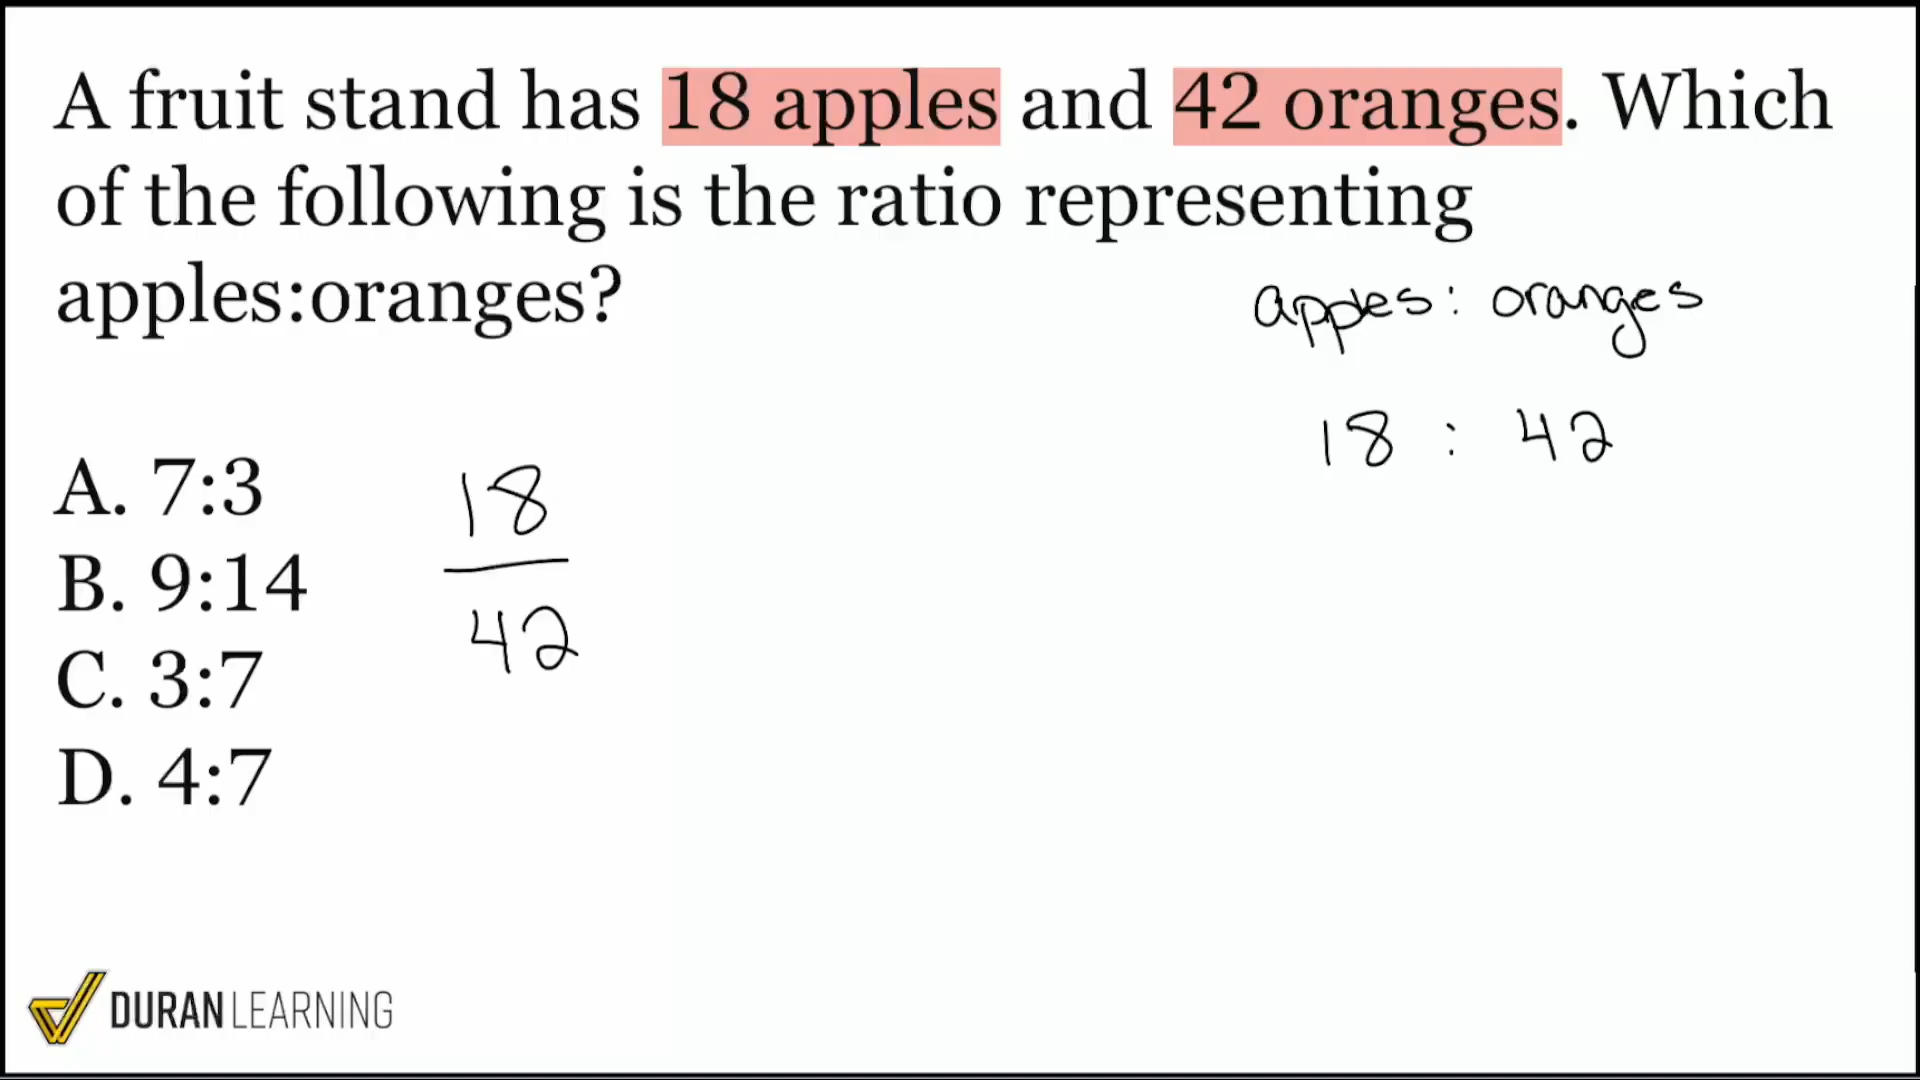 A fruit stand has 18 apples and 42 oranges. Which
of the following is the ratio representing
apples:oranges?
apples: oranges
18 : 42
A. 7:3
B. 9:14
C. 3:7
D. 4:7
18
42
DURAN LEARNING